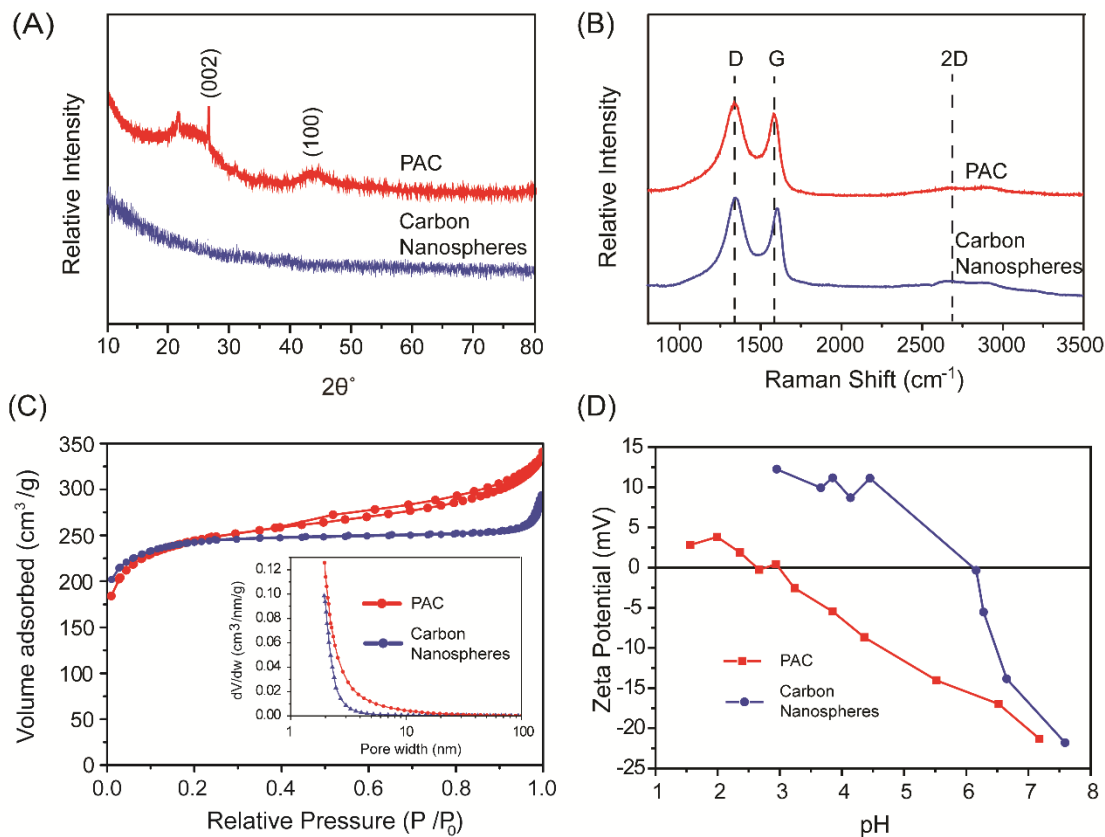 (A)
Relative Intensity
(002)
(100)
PAC
Carbon
Nanospheres
10 20 30 40 50 60 70 80
2θ°
(B)
Relative Intensity
D G 2D
PAC
Carbon
Nanospheres
1000 1500 2000 2500 3000 3500
Raman Shift (cm⁻¹)
(C)
Volume adsorbed (cm³/g)
350
300
250
200
150
100
50
0
0.0 0.2 0.4 0.6 0.8 1.0
Relative Pressure (P /P₀)
dV/dw (cm³/nm/g)
0.12
0.10
0.08
0.06
0.04
0.02
0.00
1 10 100
Pore width (nm)
PAC
Carbon
Nanospheres
(D)
Zeta Potential (mV)
15
10
5
0
-5
-10
-15
-20
-25
PAC
Carbon
Nanospheres
1 2 3 4 5 6 7 8
pH